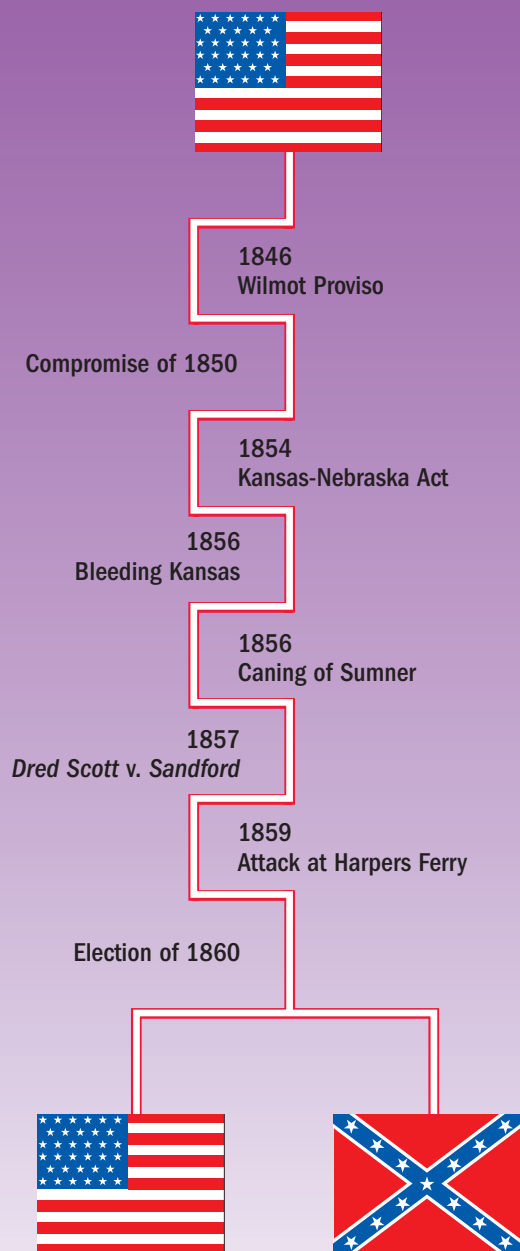 1846
Wilmot Proviso
Compromise of 1850
1854
Kansas-Nebraska Act
1856
Bleeding Kansas
1856
Caning of Sumner
1857
Dred Scott v. Sandford
1859
Attack at Harpers Ferry
Election of 1860